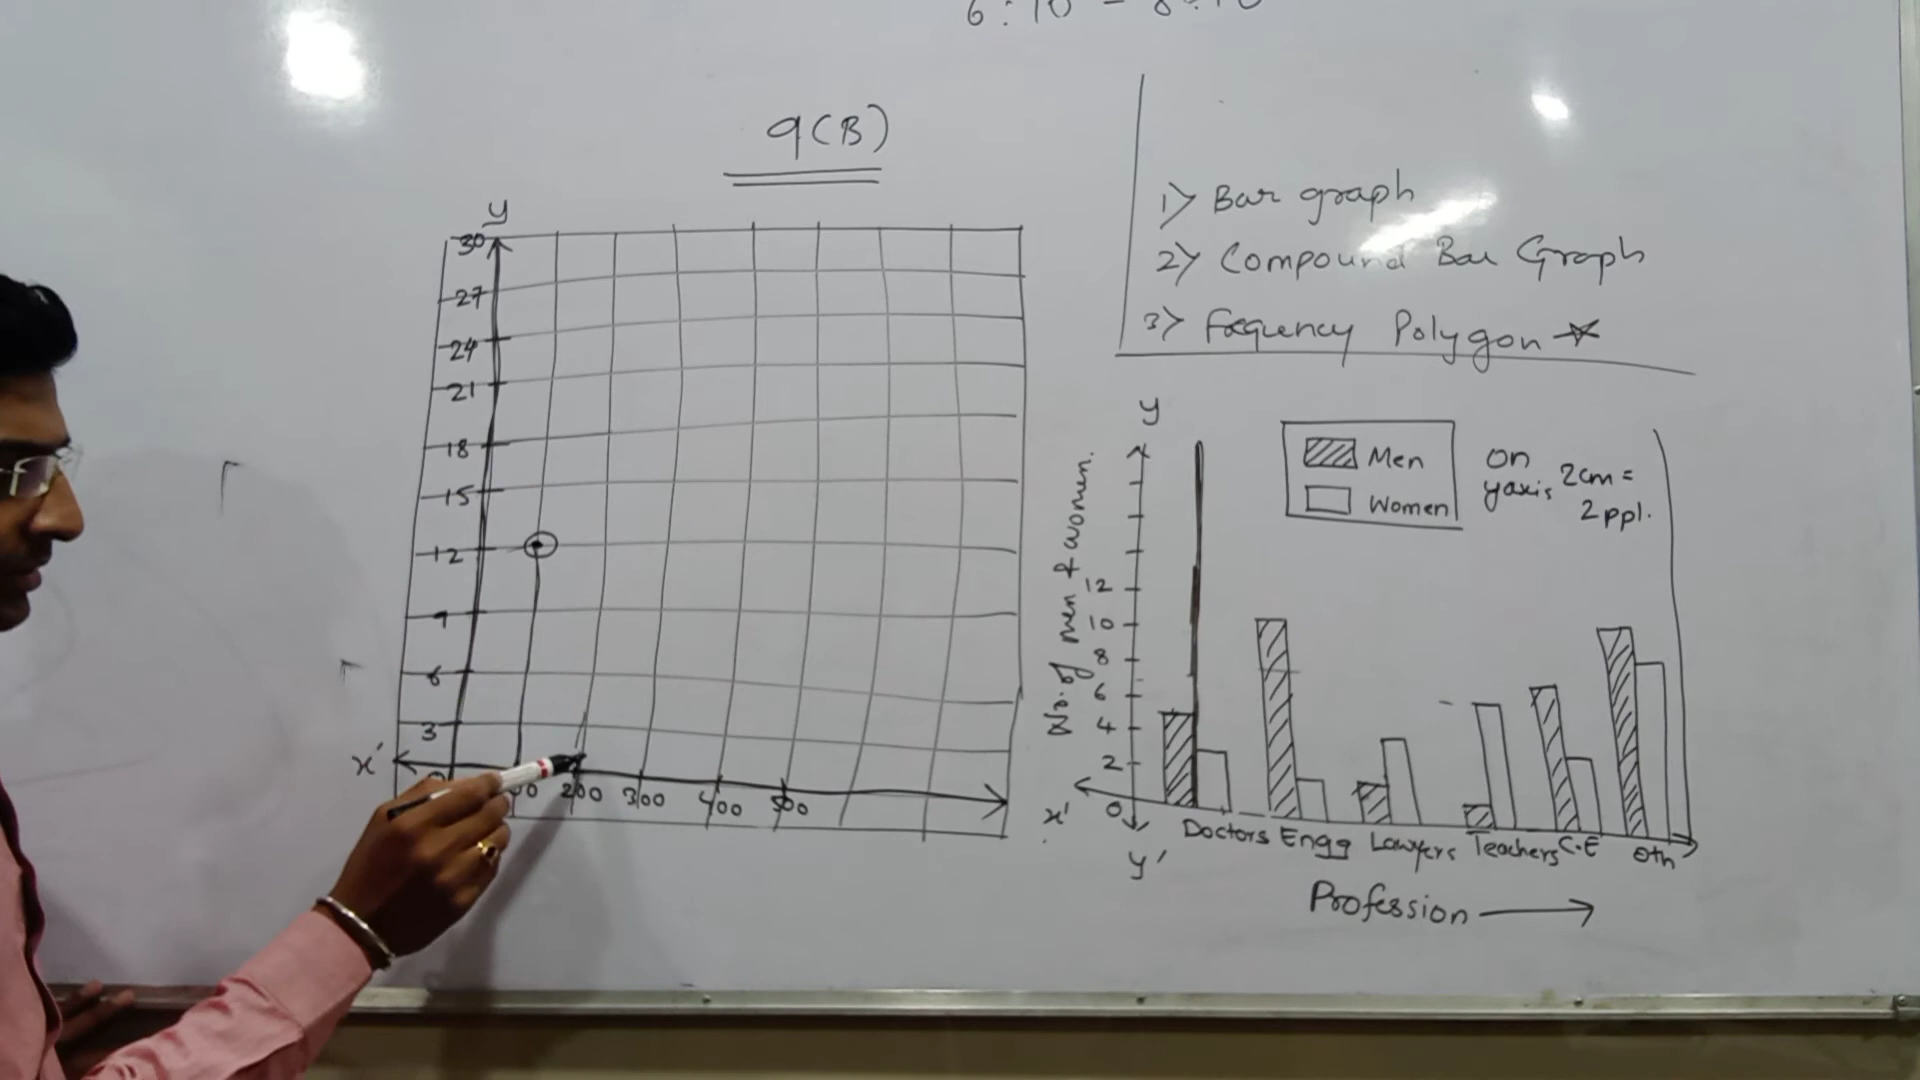 9(B)
y
30
27
24
21
18
15
12
9
6
3
x'
200 300 400 500
1) Bar graph
2) Compound Bar Graph
3) Frequency Polygon
y
Men
Women
on
yaxis 2cm =
2 ppl.
No. of men & women.
12
10
8
6
4
2
0
x'
y'
Doctors Engg Lawyers Teachers C.E Oth
Profession